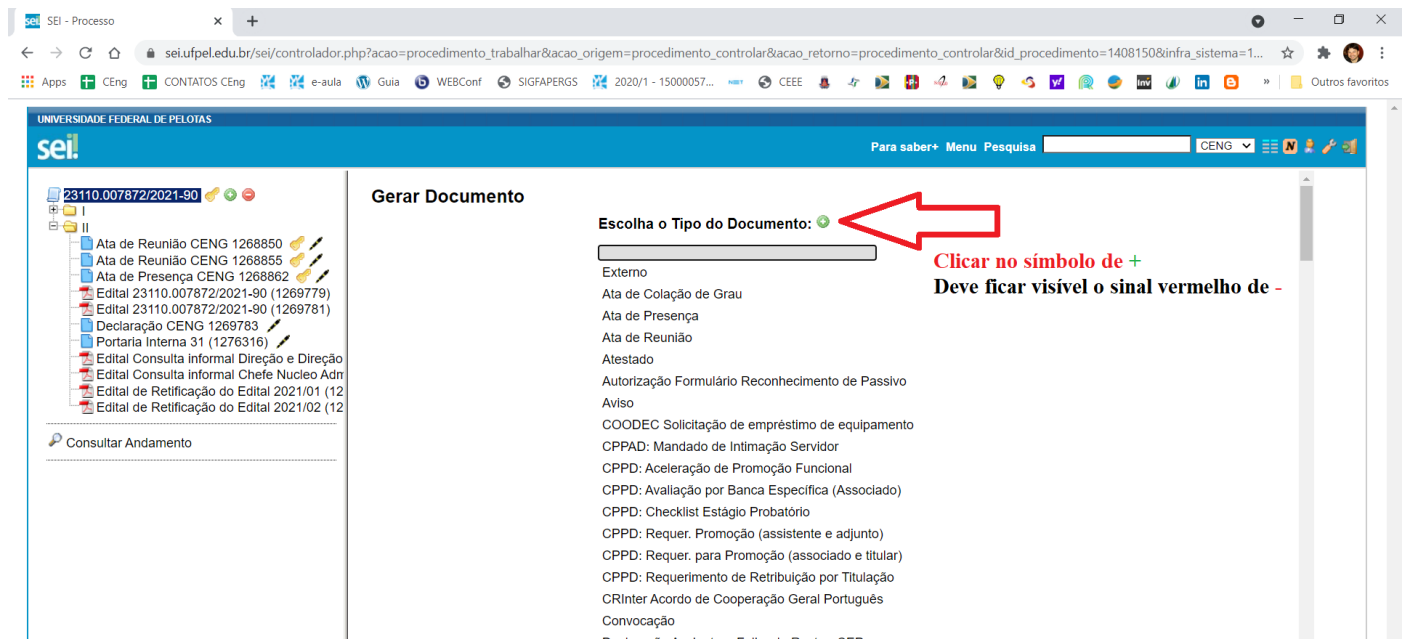 sei! SEI - Processo
sei.ufpel.edu.br/sei/controlador.php?acao=procedimento_trabalhar&acao_origem=procedimento_controlar&acao_retorno=procedimento_controlar&id_procedimento=1408150&infra_sistema=1...
Apps CEng CONTATOS CEng e-aula Guia WEBConf SIGFAPERGS 2020/1 - 15000057... CEEE » Outros favoritos
UNIVERSIDADE FEDERAL DE PELOTAS
sei!
Para saber+ Menu Pesquisa CENG
23110.007872/2021-90
I
II
Ata de Reunião CENG 1268850
Ata de Reunião CENG 1268855
Ata de Presença CENG 1268862
Edital 23110.007872/2021-90 (1269779)
Edital 23110.007872/2021-90 (1269781)
Declaração CENG 1269783
Portaria Interna 31 (1276316)
Edital Consulta informal Direção e Direção
Edital Consulta informal Chefe Nucleo Adm
Edital de Retificação do Edital 2021/01 (12
Edital de Retificação do Edital 2021/02 (12
Consultar Andamento
Gerar Documento
Escolha o Tipo do Documento:
Clicar no símbolo de +
Deve ficar visível o sinal vermelho de -
Externo
Ata de Colação de Grau
Ata de Presença
Ata de Reunião
Atestado
Autorização Formulário Reconhecimento de Passivo
Aviso
COODEC Solicitação de empréstimo de equipamento
CPPAD: Mandado de Intimação Servidor
CPPD: Aceleração de Promoção Funcional
CPPD: Avaliação por Banca Específica (Associado)
CPPD: Checklist Estágio Probatório
CPPD: Requer. Promoção (assistente e adjunto)
CPPD: Requer. para Promoção (associado e titular)
CPPD: Requerimento de Retribuição por Titulação
CRInter Acordo de Cooperação Geral Português
Convocação